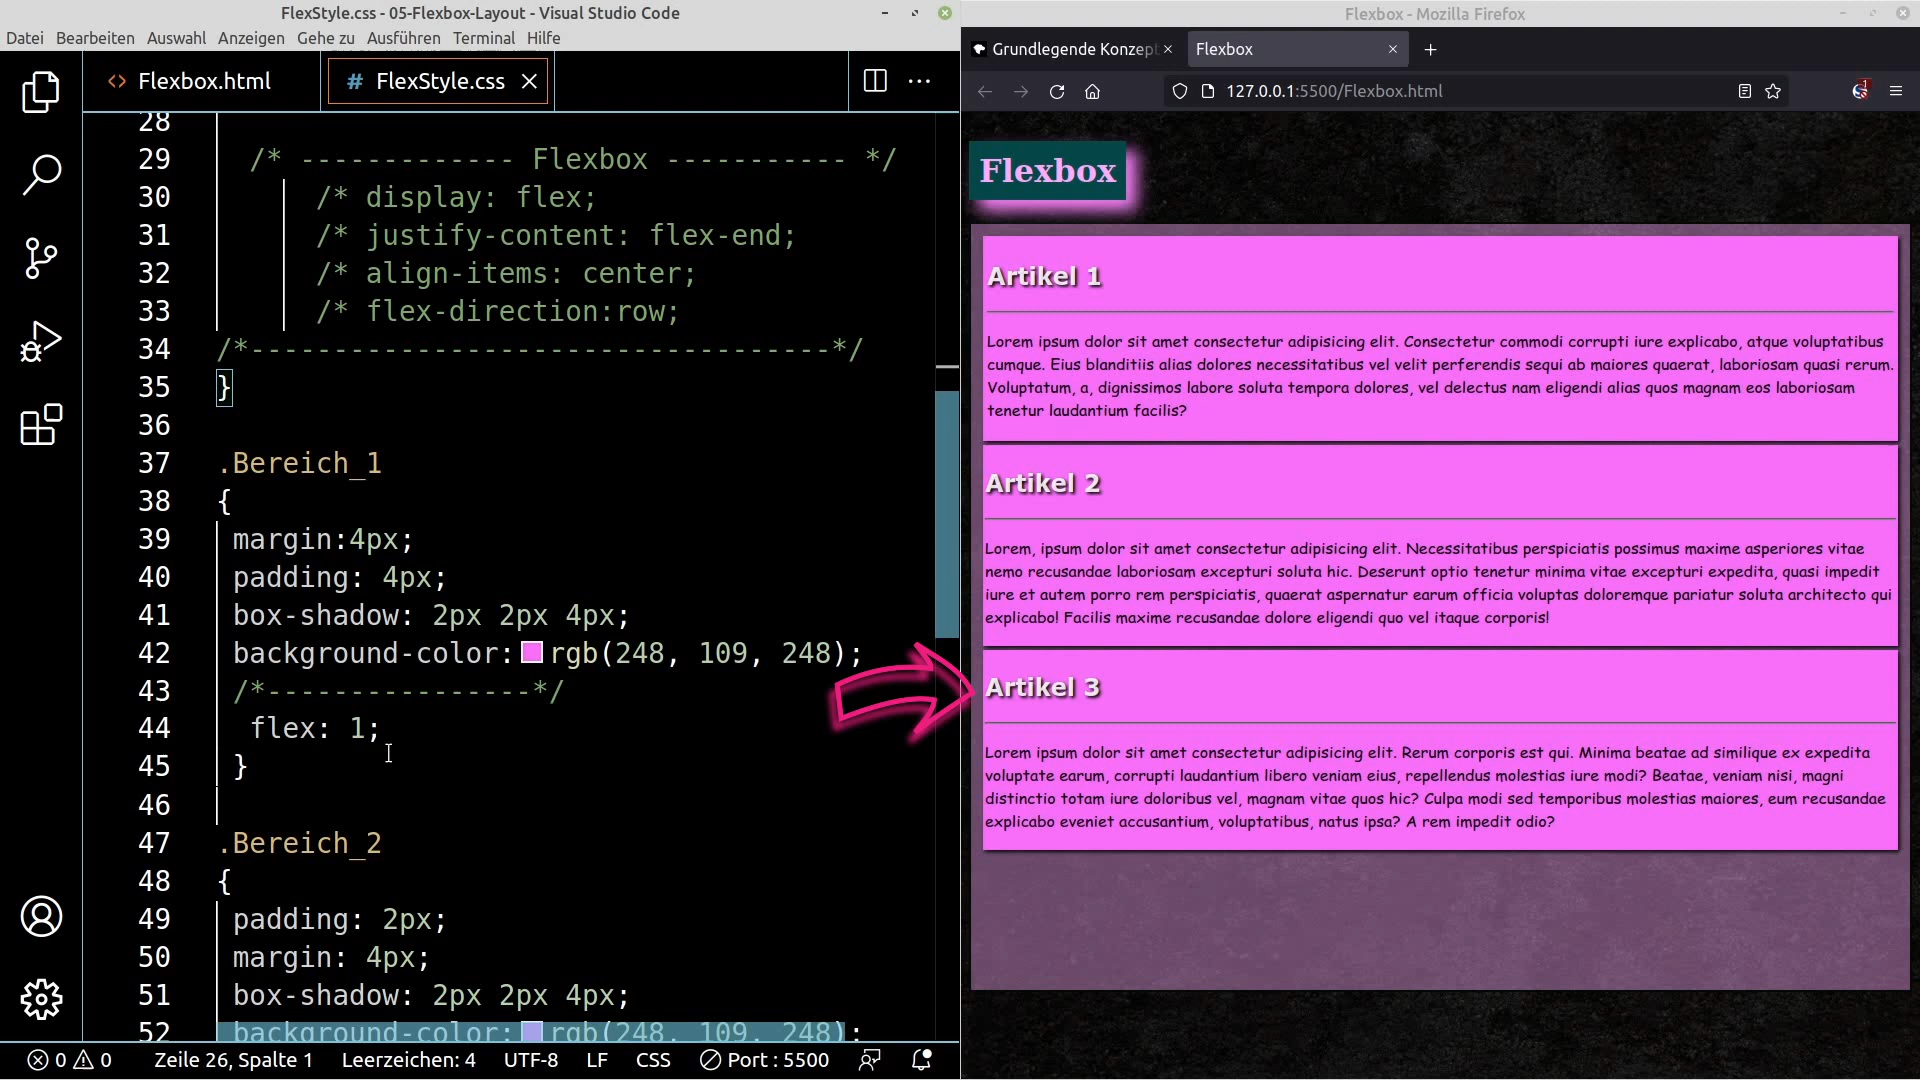 FlexStyle.css - 05-Flexbox-Layout - Visual Studio Code
Datei Bearbeiten Auswahl Anzeigen Gehe zu Ausführen Terminal Hilfe
<> Flexbox.html
# FlexStyle.css
28
29 /* ------------- Flexbox ----------- */
30 /* display: flex;
31 /* justify-content: flex-end;
32 /* align-items: center;
33 /* flex-direction:row;
34 /*-----------------------------------*/
35 }
36
37 .Bereich_1
38 {
39 margin:4px;
40 padding: 4px;
41 box-shadow: 2px 2px 4px;
42 background-color: rgb(248, 109, 248);
43 /*----------------*/
44 flex: 1;
45 }
46
47 .Bereich_2
48 {
49 padding: 2px;
50 margin: 4px;
51 box-shadow: 2px 2px 4px;
52 background-color: rgb(248, 109, 248);
0 0 Zeile 26, Spalte 1 Leerzeichen: 4 UTF-8 LF CSS Port : 5500
Flexbox - Mozilla Firefox
Grundlegende Konzept
Flexbox
127.0.0.1:5500/Flexbox.html
1
Flexbox
Artikel 1
Lorem ipsum dolor sit amet consectetur adipisicing elit. Consectetur commodi corrupti iure explicabo, atque voluptatibus
cumque. Eius blanditiis alias dolores necessitatibus vel velit perferendis sequi ab maiores quaerat, laboriosam quasi rerum.
Voluptatum, a, dignissimos labore soluta tempora dolores, vel delectus nam eligendi alias quos magnam eos laboriosam
tenetur laudantium facilis?
Artikel 2
Lorem, ipsum dolor sit amet consectetur adipisicing elit. Necessitatibus perspiciatis possimus maxime asperiores vitae
nemo recusandae laboriosam excepturi soluta hic. Deserunt optio tenetur minima vitae excepturi expedita, quasi impedit
iure et autem porro rem perspiciatis, quaerat aspernatur earum officia voluptas doloremque pariatur soluta architecto qui
explicabo! Facilis maxime recusandae dolore eligendi quo vel itaque corporis!
Artikel 3
Lorem ipsum dolor sit amet consectetur adipisicing elit. Rerum corporis est qui. Minima beatae ad similique ex expedita
voluptate earum, corrupti laudantium libero veniam eius, repellendus molestias iure modi? Beatae, veniam nisi, magni
distinctio totam iure doloribus vel, magnam vitae quos hic? Culpa modi sed temporibus molestias maiores, eum recusandae
explicabo eveniet accusantium, voluptatibus, natus ipsa? A rem impedit odio?